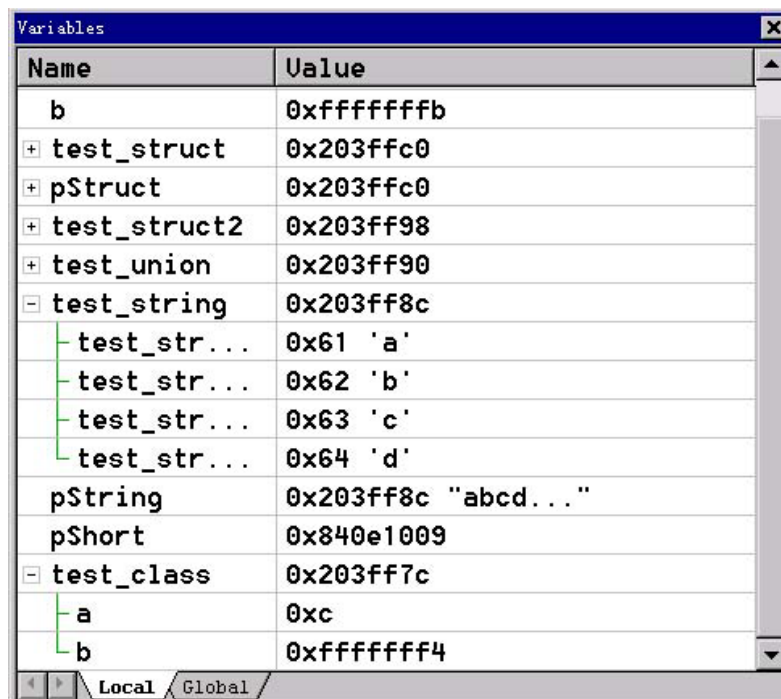 Variables
Name Value
b 0xfffffffb
test_struct 0x203ffc0
pStruct 0x203ffc0
test_struct2 0x203ff98
test_union 0x203ff90
test_string 0x203ff8c
test_str... 0x61 'a'
test_str... 0x62 'b'
test_str... 0x63 'c'
test_str... 0x64 'd'
pString 0x203ff8c "abcd..."
pShort 0x840e1009
test_class 0x203ff7c
a 0xc
b 0xfffffff4
Local Global